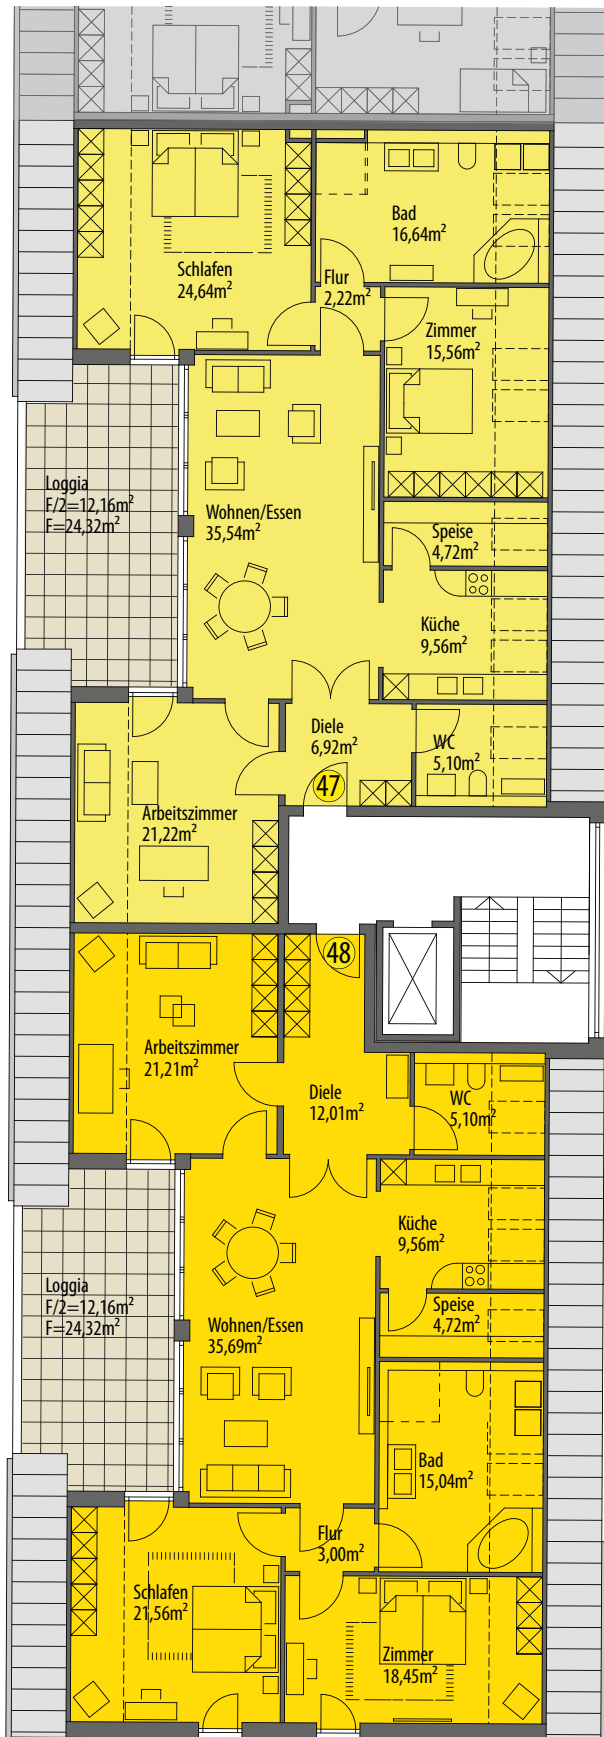 Bad
16,64m²
Schlafen
24,64m²
Flur
2,22m²
Zimmer
15,56m²
Loggia
F/2=12,16m²
F=24,32m²
Wohnen/Essen
35,54m²
Speise
4,72m²
Küche
9,56m²
Diele
6,92m²
WC
5,10m²
47
Arbeitszimmer
21,22m²
48
Arbeitszimmer
21,21m²
Diele
12,01m²
WC
5,10m²
Küche
9,56m²
Loggia
F/2=12,16m²
F=24,32m²
Wohnen/Essen
35,69m²
Speise
4,72m²
Bad
15,04m²
Flur
3,00m²
Schlafen
21,56m²
Zimmer
18,45m²